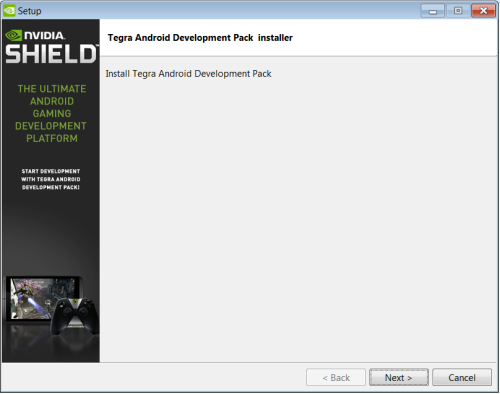 Setup
NVIDIA.
SHIELD
THE ULTIMATE
ANDROID
GAMING
DEVELOPMENT
PLATFORM
START DEVELOPMENT
WITH TEGRA ANDROID
DEVELOPMENT PACK!
Tegra Android Development Pack  installer
Install Tegra Android Development Pack
< Back
Next >
Cancel